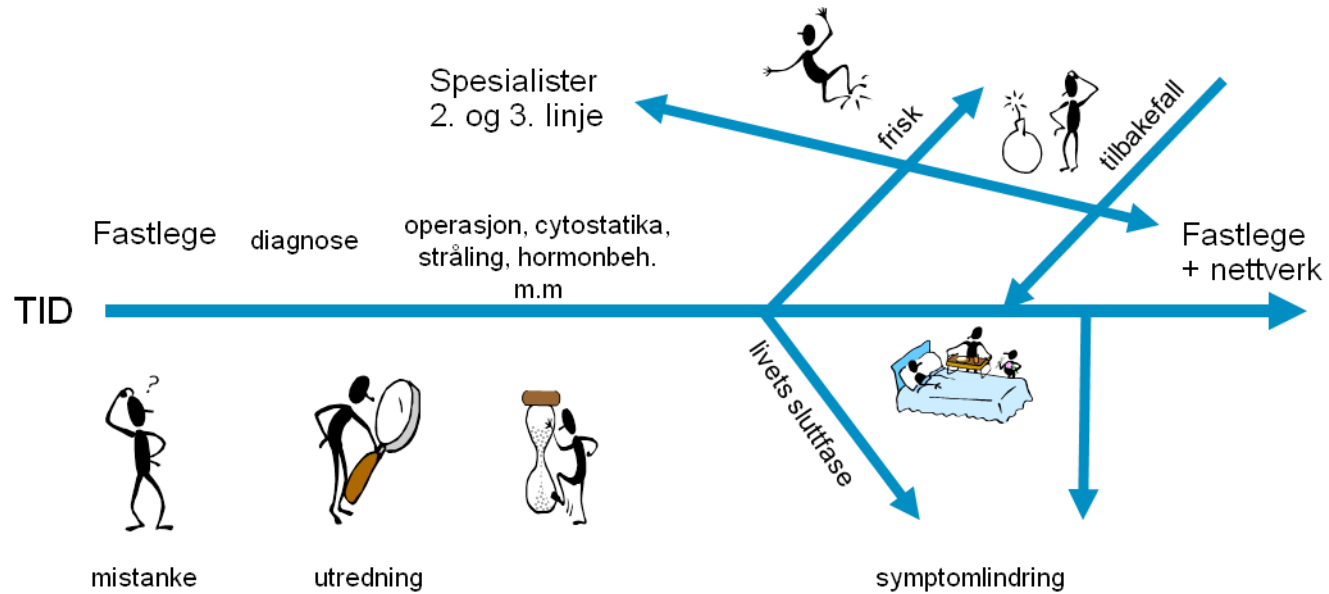 Spesialister
2. og 3. linje
frisk
tilbakefall
Fastlege
diagnose
operasjon, cytostatika,
stråling, hormonbeh.
m.m
Fastlege
+ nettverk
TID
?
livets sluttfase
mistanke
utredning
symptomlindring